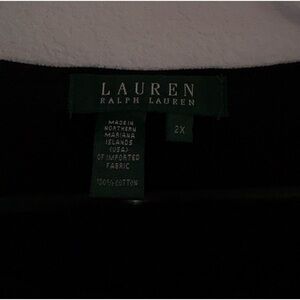 LAUREN
RALPH LAUREN
2X
MADE IN
NORTHERN
MARIANA
ISLANDS
(USA)
OF IMPORTED
FABRIC
100% COTTON